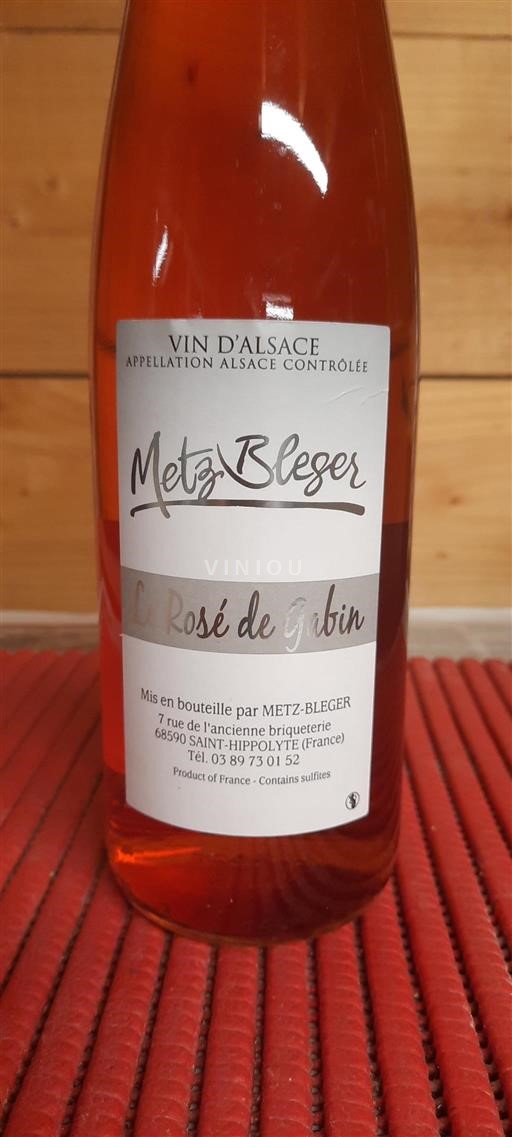 VIN D'ALSACE
APPELLATION ALSACE CONTRÔLÉE
Metz Bleger
VINIOU
Le Rosé de Gabin
Mis en bouteille par METZ-BLEGER
7 rue de l'ancienne briqueterie
68590 SAINT-HIPPOLYTE (France)
Tél. 03 89 73 01 52
Product of France - Contains sulfites